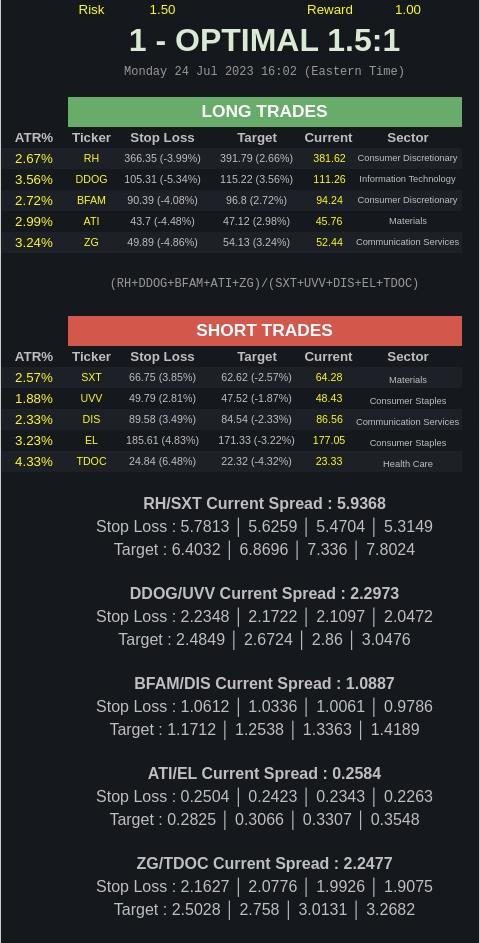 Risk 1.50 Reward 1.00
1 - OPTIMAL 1.5:1
Monday 24 Jul 2023 16:02 (Eastern Time)
LONG TRADES
ATR% Ticker Stop Loss Target Current Sector
2.67% RH 366.35 (-3.99%) 391.79 (2.66%) 381.62 Consumer Discretionary
3.56% DDOG 105.31 (-5.34%) 115.22 (3.56%) 111.26 Information Technology
2.72% BFAM 90.39 (-4.08%) 96.8 (2.72%) 94.24 Consumer Discretionary
2.99% ATI 43.7 (-4.48%) 47.12 (2.98%) 45.76 Materials
3.24% ZG 49.89 (-4.86%) 54.13 (3.24%) 52.44 Communication Services
(RH+DDOG+BFAM+ATI+ZG)/(SXT+UVV+DIS+EL+TDOC)
SHORT TRADES
ATR% Ticker Stop Loss Target Current Sector
2.57% SXT 66.75 (3.85%) 62.62 (-2.57%) 64.28 Materials
1.88% UVV 49.79 (2.81%) 47.52 (-1.87%) 48.43 Consumer Staples
2.33% DIS 89.58 (3.49%) 84.54 (-2.33%) 86.56 Communication Services
3.23% EL 185.61 (4.83%) 171.33 (-3.22%) 177.05 Consumer Staples
4.33% TDOC 24.84 (6.48%) 22.32 (-4.32%) 23.33 Health Care
RH/SXT Current Spread : 5.9368
Stop Loss : 5.7813 │ 5.6259 │ 5.4704 │ 5.3149
Target : 6.4032 │ 6.8696 │ 7.336 │ 7.8024
DDOG/UVV Current Spread : 2.2973
Stop Loss : 2.2348 │ 2.1722 │ 2.1097 │ 2.0472
Target : 2.4849 │ 2.6724 │ 2.86 │ 3.0476
BFAM/DIS Current Spread : 1.0887
Stop Loss : 1.0612 │ 1.0336 │ 1.0061 │ 0.9786
Target : 1.1712 │ 1.2538 │ 1.3363 │ 1.4189
ATI/EL Current Spread : 0.2584
Stop Loss : 0.2504 │ 0.2423 │ 0.2343 │ 0.2263
Target : 0.2825 │ 0.3066 │ 0.3307 │ 0.3548
ZG/TDOC Current Spread : 2.2477
Stop Loss : 2.1627 │ 2.0776 │ 1.9926 │ 1.9075
Target : 2.5028 │ 2.758 │ 3.0131 │ 3.2682